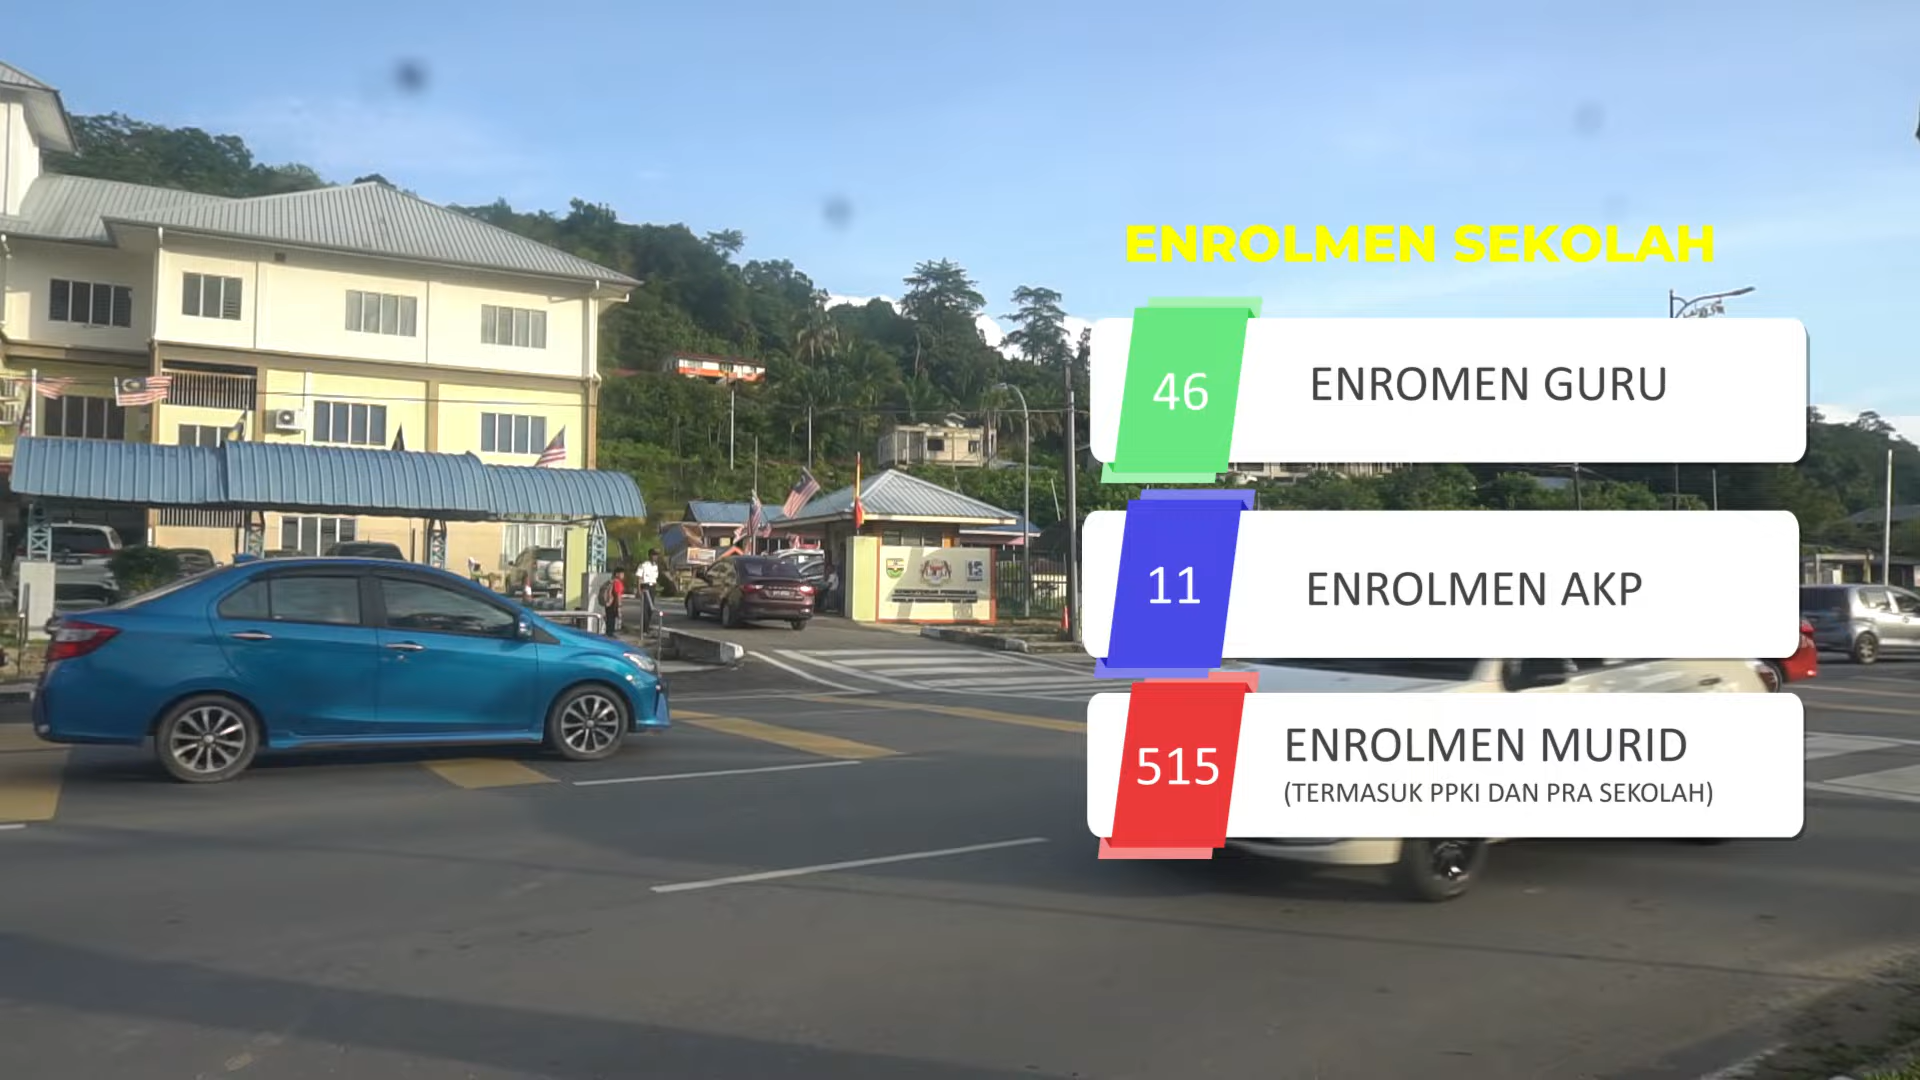 ENROLMEN SEKOLAH
46
ENROMEN GURU
11
ENROLMEN AKP
515
ENROLMEN MURID
(TERMASUK PPKI DAN PRA SEKOLAH)